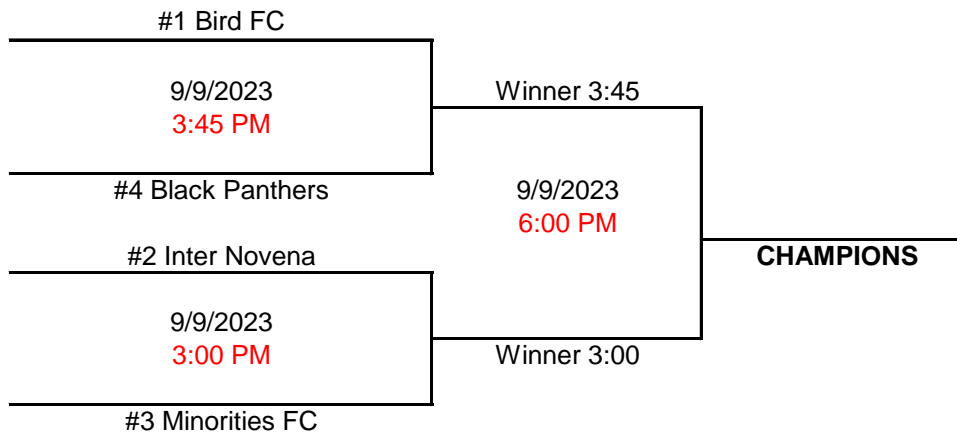 #1 Bird FC
9/9/2023
3:45 PM
Winner 3:45
#4 Black Panthers
9/9/2023
6:00 PM
#2 Inter Novena
CHAMPIONS
9/9/2023
3:00 PM
Winner 3:00
#3 Minorities FC